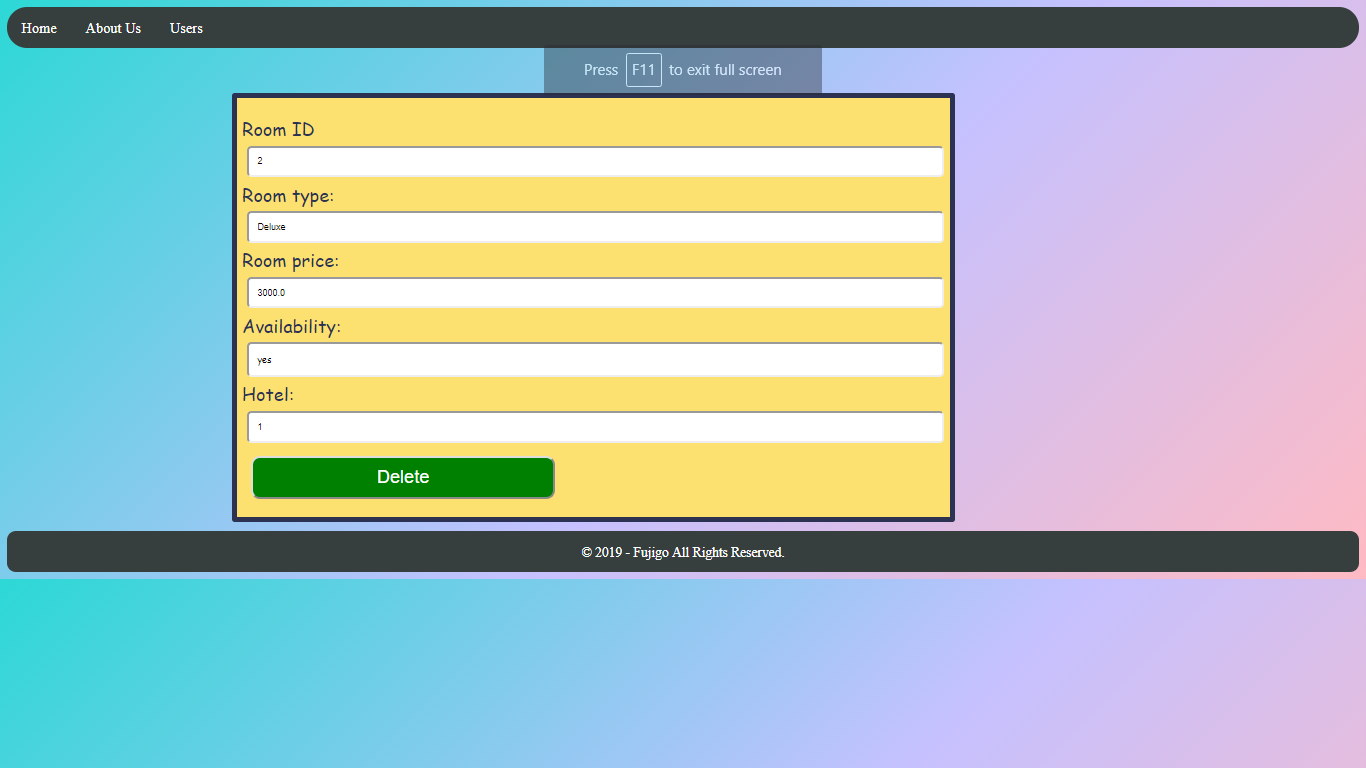 Home About Us Users
Press F11 to exit full screen
Room ID
2
Room type:
Deluxe
Room price:
3000.0
Availability:
yes
Hotel:
1
Delete
© 2019 - Fujigo All Rights Reserved.